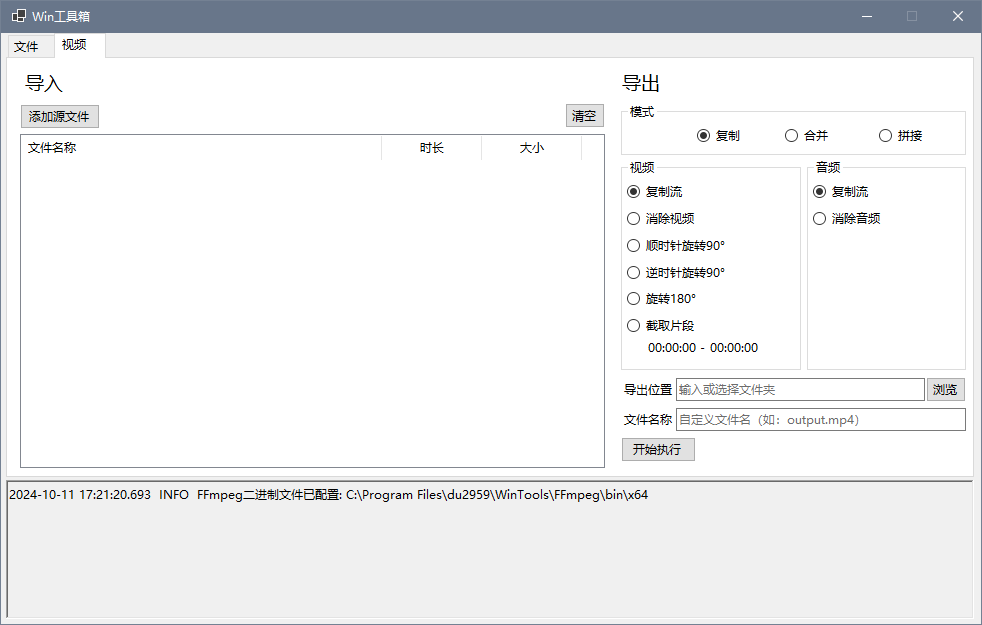 Win工具箱
文件 视频
导入
添加源文件 清空
文件名称 时长 大小
导出
模式
复制 合并 拼接
视频
复制流
消除视频
顺时针旋转90°
逆时针旋转90°
旋转180°
截取片段
00:00:00 - 00:00:00
音频
复制流
消除音频
导出位置 输入或选择文件夹 浏览
文件名称 自定义文件名（如：output.mp4）
开始执行
2024-10-11 17:21:20.693 INFO FFmpeg二进制文件已配置: C:\Program Files\du2959\WinTools\FFmpeg\bin\x64